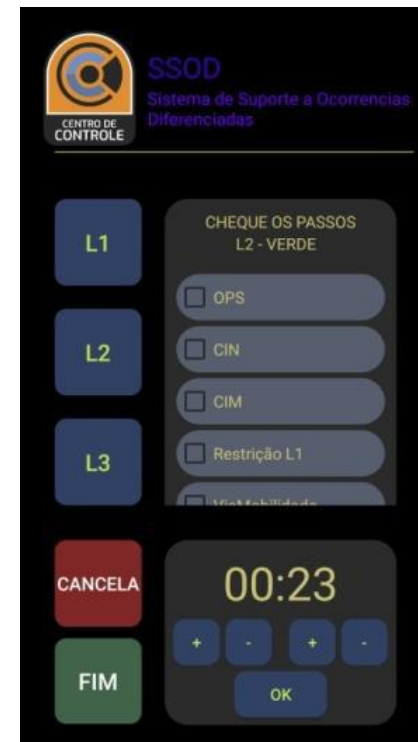 SSOD
Sistema de Suporte a Ocorrencias
Diferenciadas
CENTRO DE
CONTROLE
L1
L2
L3
CHEQUE OS PASSOS
L2 - VERDE
OPS
CIN
CIM
Restrição L1
ViaMobilidade
CANCELA
FIM
00:23
+
-
+
-
OK